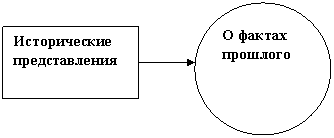 Исторические
представления
О фактах
прошлого